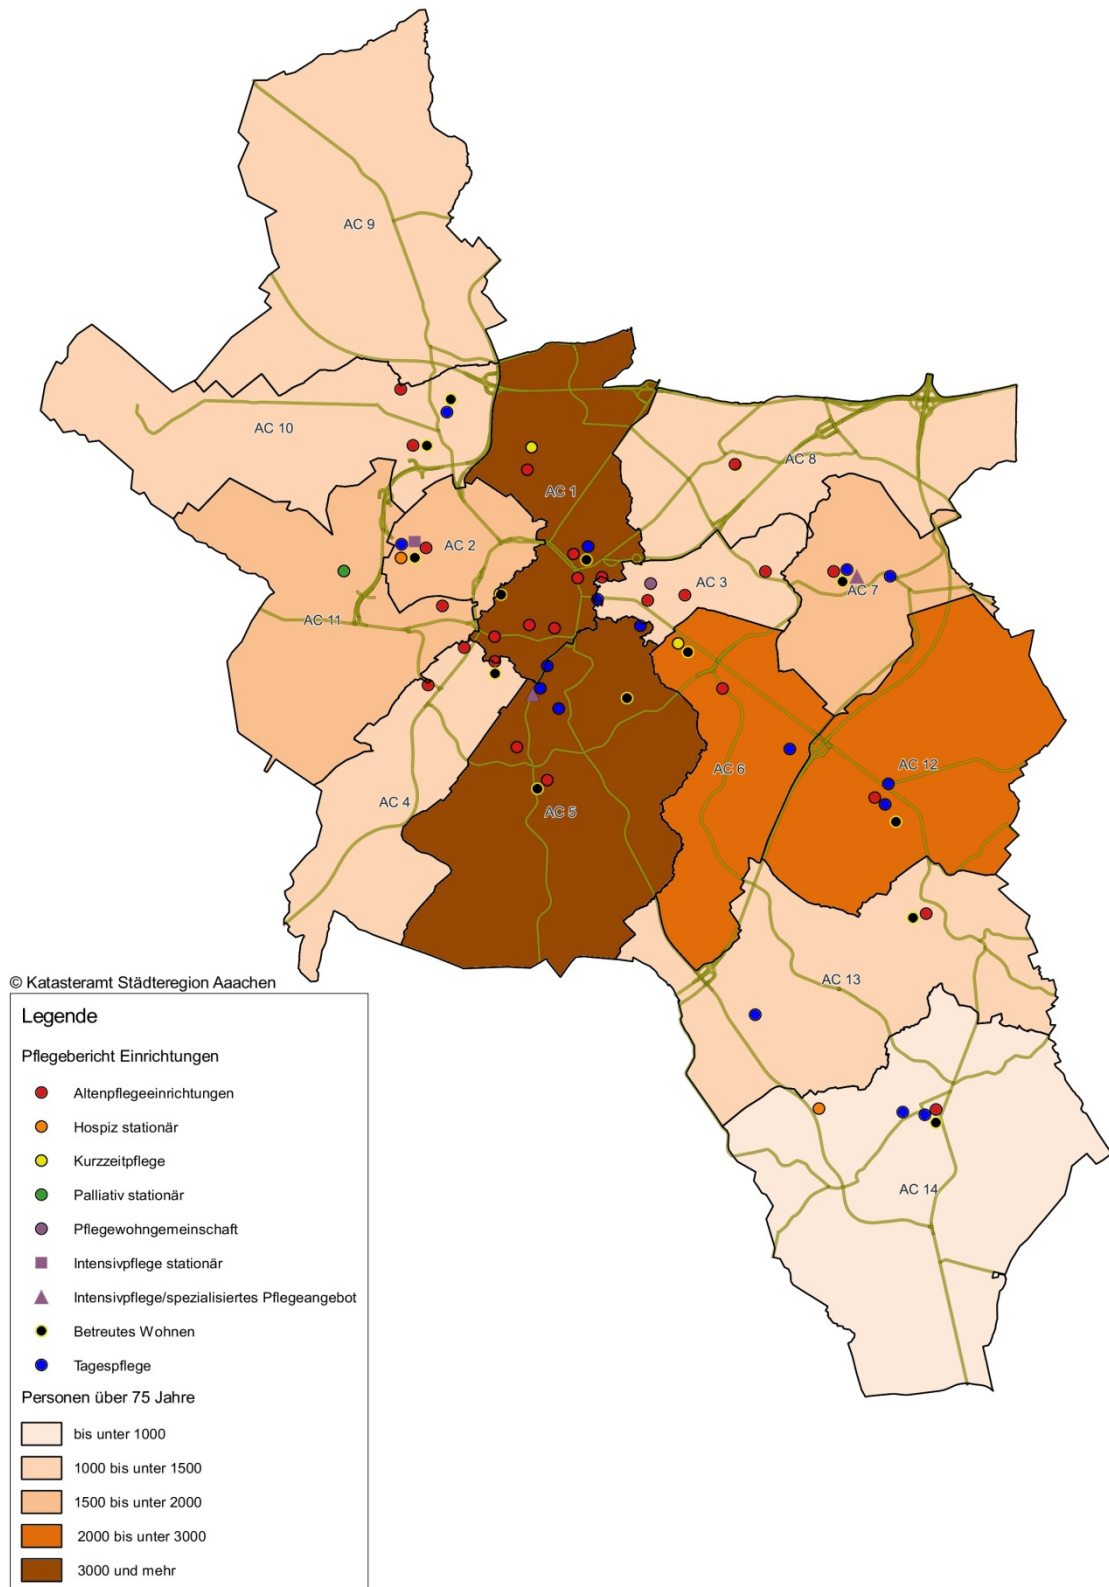 AC 9
AC 10
AC 1
AC 8
AC 2
AC 3
AC 7
AC 11
AC 6
AC 12
AC 4
AC 5
AC 13
AC 14
© Katasteramt Städteregion Aaachen
Legende
Pflegebericht Einrichtungen
Altenpflegeeinrichtungen
Hospiz stationär
Kurzzeitpflege
Palliativ stationär
Pflegewohngemeinschaft
Intensivpflege stationär
Intensivpflege/spezialisiertes Pflegeangebot
Betreutes Wohnen
Tagespflege
Personen über 75 Jahre
bis unter 1000
1000 bis unter 1500
1500 bis unter 2000
2000 bis unter 3000
3000 und mehr